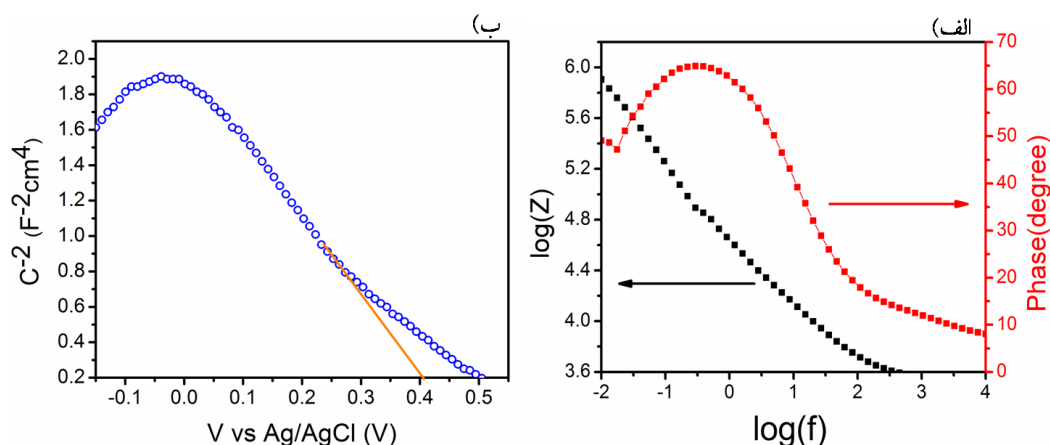 ب)
2.0
1.8
1.6
1.4
1.2
1.0
0.8
0.6
0.4
0.2
C⁻² (F⁻²cm⁴)
-0.1 0.0 0.1 0.2 0.3 0.4 0.5
V vs Ag/AgCl (V)
الف)
6.0
5.6
5.2
4.8
4.4
4.0
3.6
log(Z)
70
60
50
40
30
20
10
0
Phase(degree)
-2 -1 0 1 2 3 4
log(f)